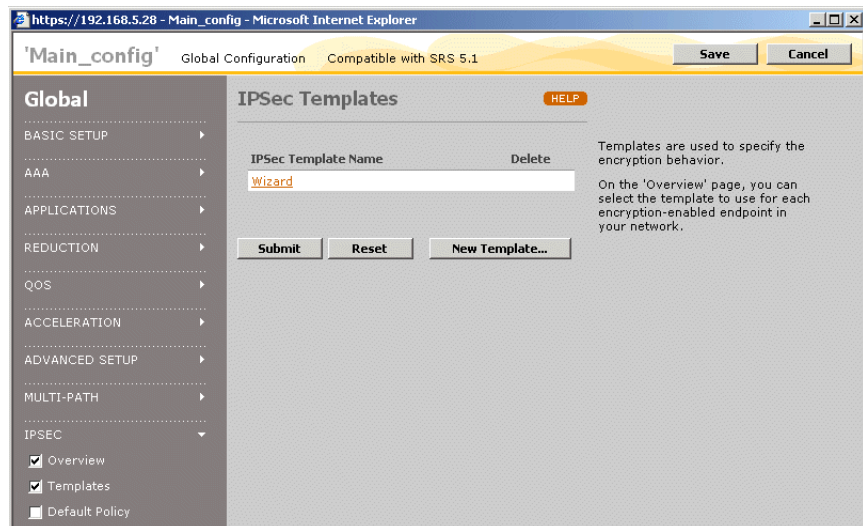 https://192.168.5.28 - Main_config - Microsoft Internet Explorer
'Main_config' Global Configuration Compatible with SRS 5.1 Save Cancel
Global
BASIC SETUP
AAA
APPLICATIONS
REDUCTION
QOS
ACCELERATION
ADVANCED SETUP
MULTI-PATH
IPSEC
Overview
Templates
Default Policy
IPSec Templates HELP
IPSec Template Name Delete
Wizard
Submit Reset New Template...
Templates are used to specify the
encryption behavior.
On the 'Overview' page, you can
select the template to use for each
encryption-enabled endpoint in
your network.